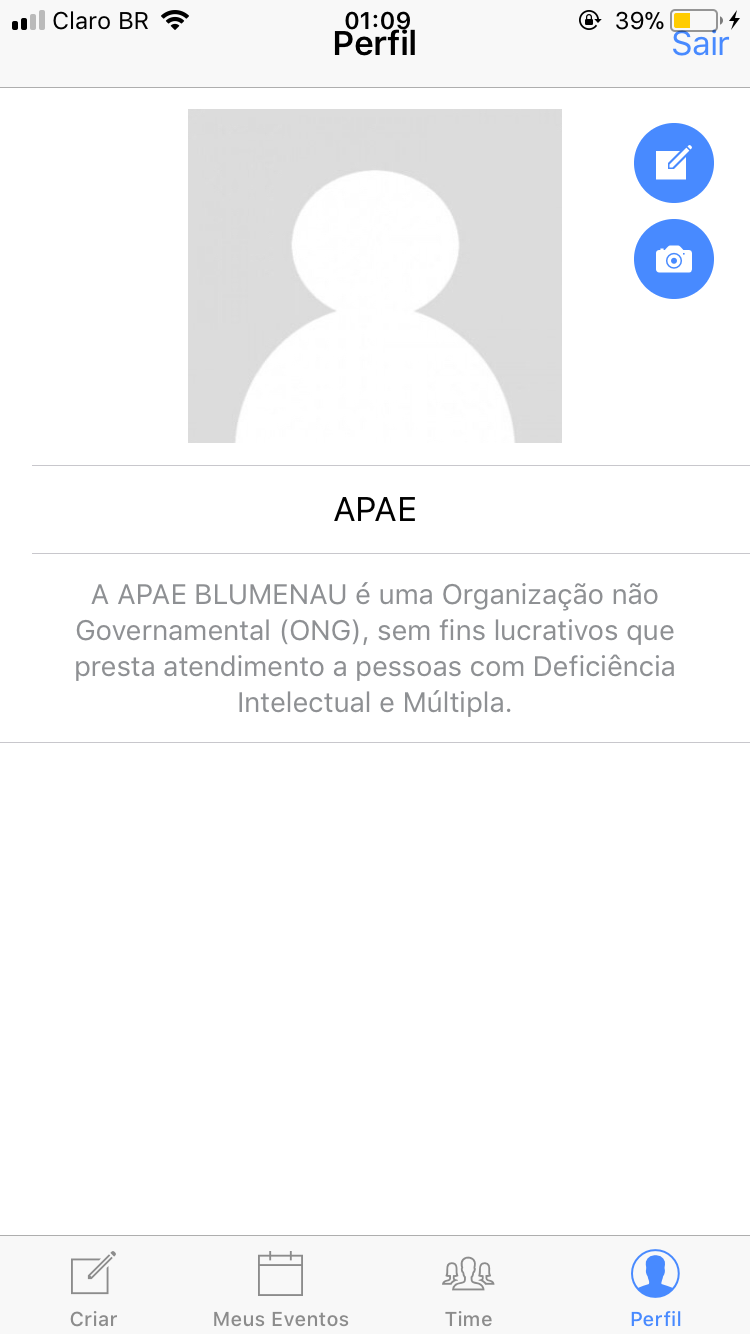 Claro BR 01:09 39%
Perfil Sair
APAE
A APAE BLUMENAU é uma Organização não
Governamental (ONG), sem fins lucrativos que
presta atendimento a pessoas com Deficiência
Intelectual e Múltipla.
Criar Meus Eventos Time Perfil